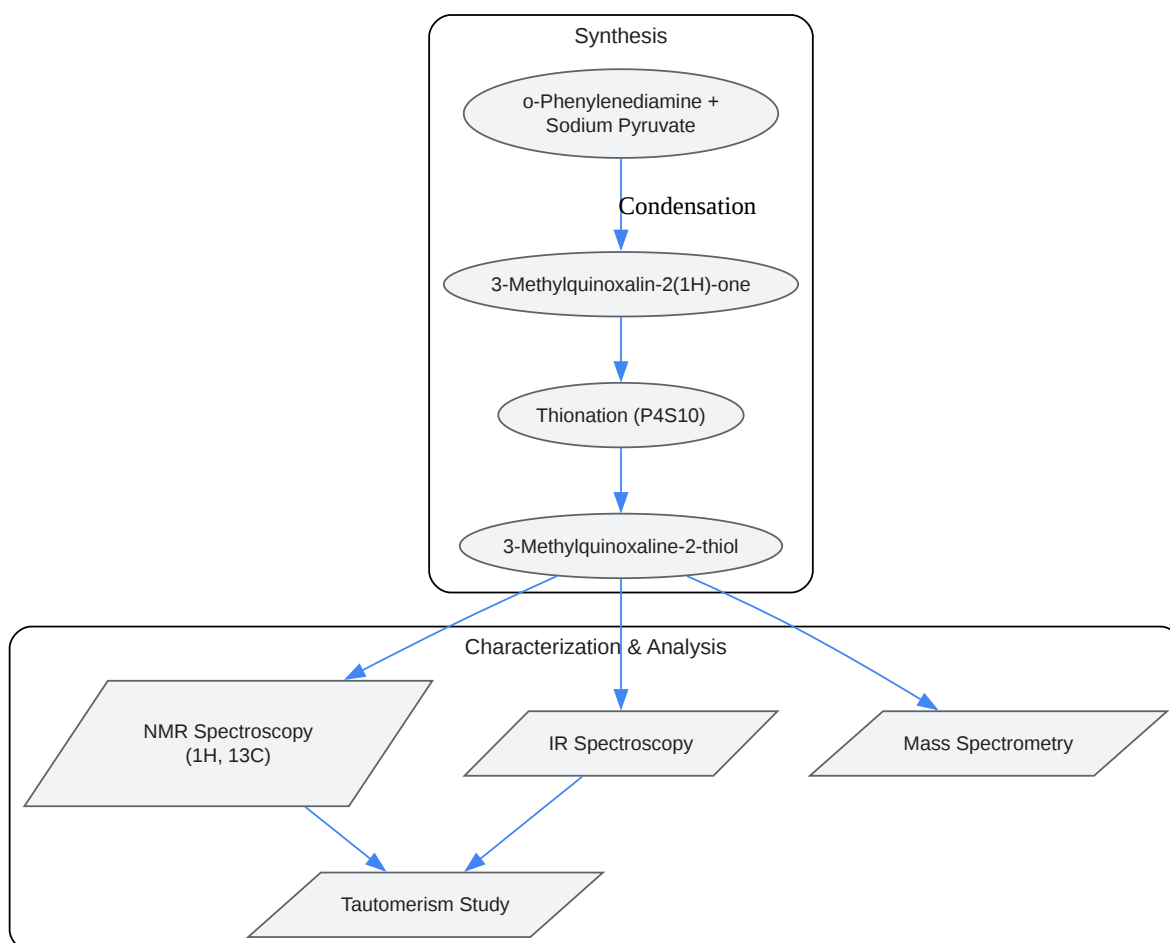 Synthesis
o-Phenylenediamine +
Sodium Pyruvate
Condensation
3-Methylquinoxalin-2(1H)-one
Thionation (P4S10)
3-Methylquinoxaline-2-thiol
Characterization & Analysis
NMR Spectroscopy
(1H, 13C)
IR Spectroscopy
Mass Spectrometry
Tautomerism Study